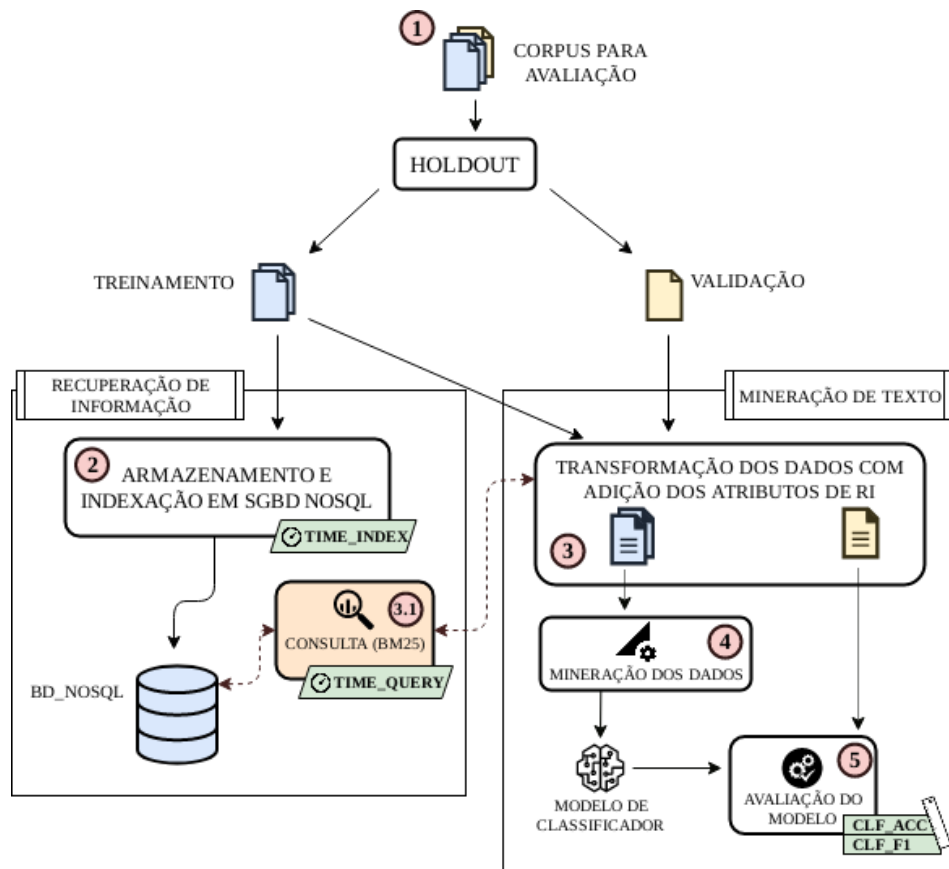 1
CORPUS PARA
AVALIAÇÃO
HOLDOUT
TREINAMENTO
VALIDAÇÃO
RECUPERAÇÃO DE
INFORMAÇÃO
MINERAÇÃO DE TEXTO
2
ARMAZENAMENTO E
INDEXAÇÃO EM SGBD NOSQL
TIME_INDEX
TRANSFORMAÇÃO DOS DADOS COM
ADIÇÃO DOS ATRIBUTOS DE RI
3
3.1
CONSULTA (BM25)
TIME_QUERY
BD_NOSQL
4
MINERAÇÃO DOS DADOS
MODELO DE
CLASSIFICADOR
5
AVALIAÇÃO DO
MODELO
CLF_ACC
CLF_F1